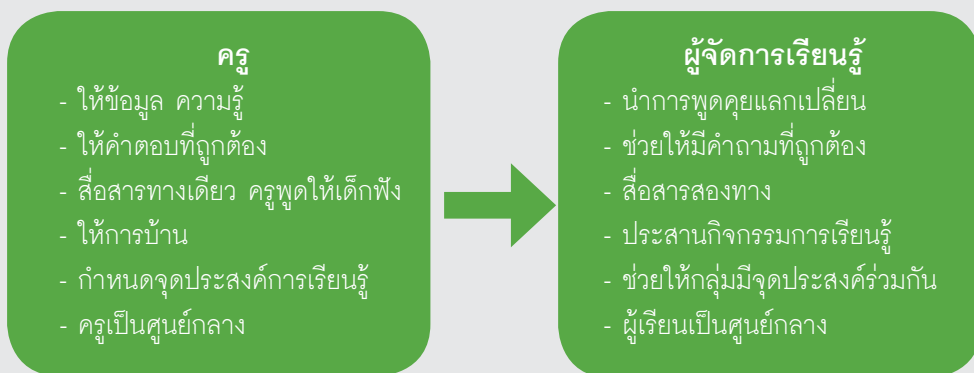 ครู
- ให้ข้อมูล ความรู้
- ให้คำตอบที่ถูกต้อง
- สื่อสารทางเดียว ครูพูดให้เด็กฟัง
- ให้การบ้าน
- กำหนดจุดประสงค์การเรียนรู้
- ครูเป็นศูนย์กลาง
ผู้จัดการเรียนรู้
- นำการพูดคุยแลกเปลี่ยน
- ช่วยให้มีคำถามที่ถูกต้อง
- สื่อสารสองทาง
- ประสานกิจกรรมการเรียนรู้
- ช่วยให้กลุ่มมีจุดประสงค์ร่วมกัน
- ผู้เรียนเป็นศูนย์กลาง